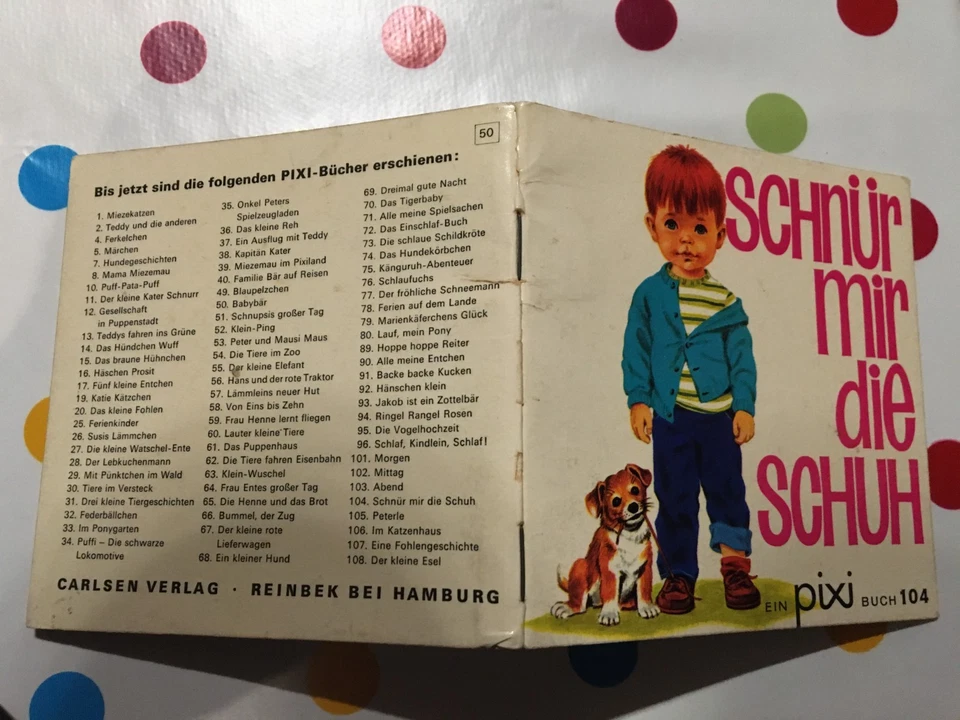 50
Bis jetzt sind die folgenden PIXI-Bücher erschienen:
1. Miezekatzen
2. Teddy und die anderen
4. Ferkelchen
5. Märchen
7. Hundegeschichten
8. Mama Miezemau
10. Puff-Pata-Puff
11. Der kleine Kater Schnurr
12. Gesellschaft
in Puppenstadt
13. Teddys fahren ins Grüne
14. Das Hündchen Wuff
15. Das braune Hühnchen
16. Häschen Prosit
17. Fünf kleine Entchen
19. Katie Kätzchen
20. Das kleine Fohlen
25. Ferienkinder
26. Susis Lämmchen
27. Die kleine Watschel-Ente
28. Der Lebkuchenmann
29. Mit Pünktchen im Wald
30. Tiere im Versteck
31. Drei kleine Tiergeschichten
32. Federbällchen
33. Im Ponygarten
34. Puffi – Die schwarze
Lokomotive
35. Onkel Peters
Spielzeugladen
36. Das kleine Reh
37. Ein Ausflug mit Teddy
38. Kapitän Kater
39. Miezemau im Pixiland
40. Familie Bär auf Reisen
49. Blaupelzchen
50. Babybär
51. Schnupsis großer Tag
52. Klein-Ping
53. Peter und Mausi Maus
54. Die Tiere im Zoo
55. Der kleine Elefant
56. Hans und der rote Traktor
57. Lämmleins neuer Hut
58. Von Eins bis Zehn
59. Frau Henne lernt fliegen
60. Lauter kleine Tiere
61. Das Puppenhaus
62. Die Tiere fahren Eisenbahn
63. Klein-Wuschel
64. Frau Entes großer Tag
65. Die Henne und das Brot
66. Bummel, der Zug
67. Der kleine rote
Lieferwagen
68. Ein kleiner Hund
69. Dreimal gute Nacht
70. Das Tigerbaby
71. Alle meine Spielsachen
72. Das Einschlaf-Buch
73. Die schlaue Schildkröte
74. Das Hundekörbchen
75. Känguruh-Abenteuer
76. Schlaufuchs
77. Der fröhliche Schneemann
78. Ferien auf dem Lande
79. Marienkäferchens Glück
80. Lauf, mein Pony
89. Hoppe hoppe Reiter
90. Alle meine Entchen
91. Backe backe Kucken
92. Hänschen klein
93. Jakob ist ein Zottelbär
94. Ringel Rangel Rosen
95. Die Vogelhochzeit
96. Schlaf, Kindlein, Schlaf!
101. Morgen
102. Mittag
103. Abend
104. Schnür mir die Schuh
105. Peterle
106. Im Katzenhaus
107. Eine Fohlengeschichte
108. Der kleine Esel
CARLSEN VERLAG · REINBEK BEI HAMBURG
SCHNÜR
mir
die
SCHUH
EIN pixi BUCH 104